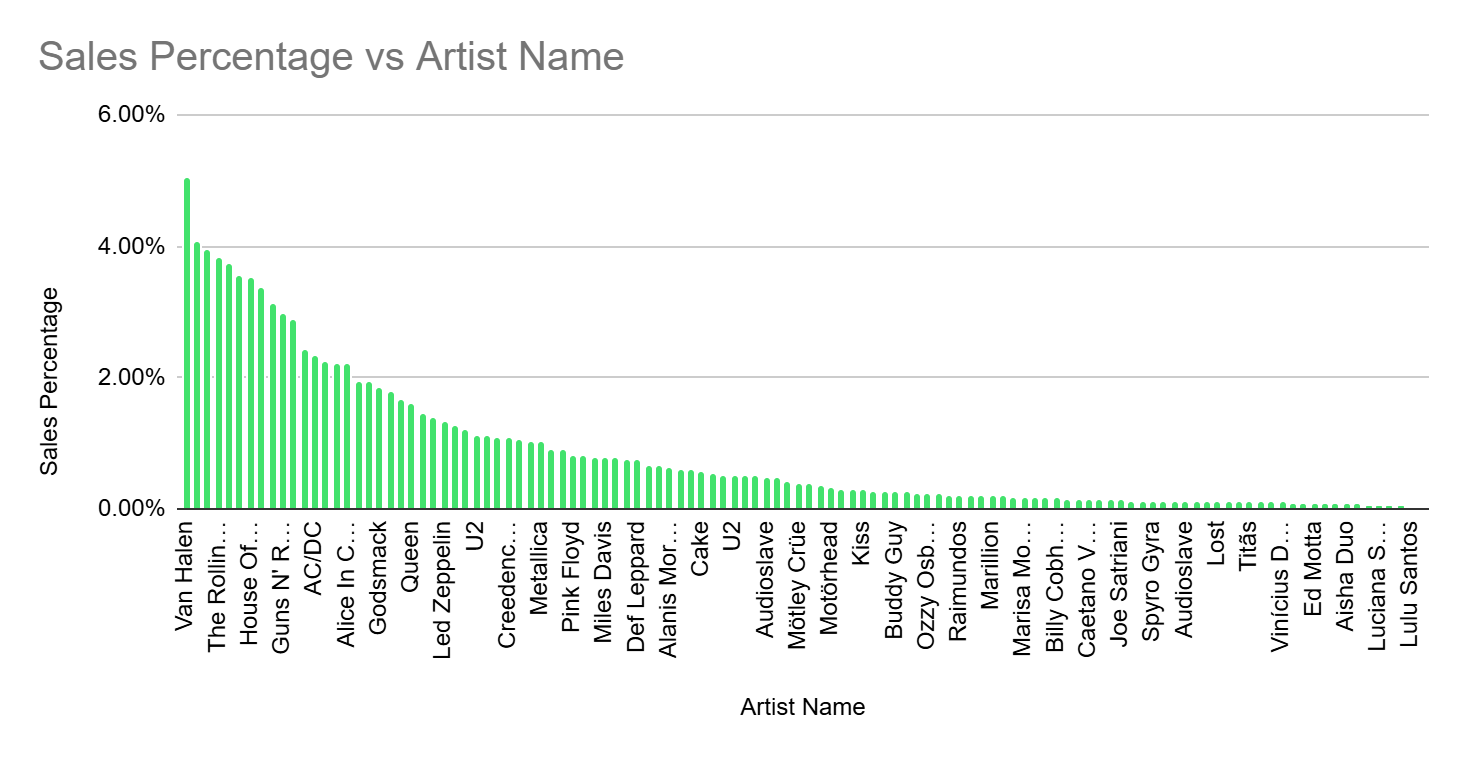 Sales Percentage vs Artist Name
6.00%
4.00%
2.00%
0.00%
Sales Percentage
Van Halen
The Rollin…
House Of…
Guns N' R…
AC/DC
Alice In C…
Godsmack
Queen
Led Zeppelin
U2
Creedenc…
Metallica
Pink Floyd
Miles Davis
Def Leppard
Alanis Mor…
Cake
U2
Audioslave
Mötley Crüe
Motörhead
Kiss
Buddy Guy
Ozzy Osb…
Raimundos
Marillion
Marisa Mo…
Billy Cobh…
Caetano V…
Joe Satriani
Spyro Gyra
Audioslave
Lost
Titãs
Vinícius D…
Ed Motta
Aisha Duo
Luciana S…
Lulu Santos
Artist Name